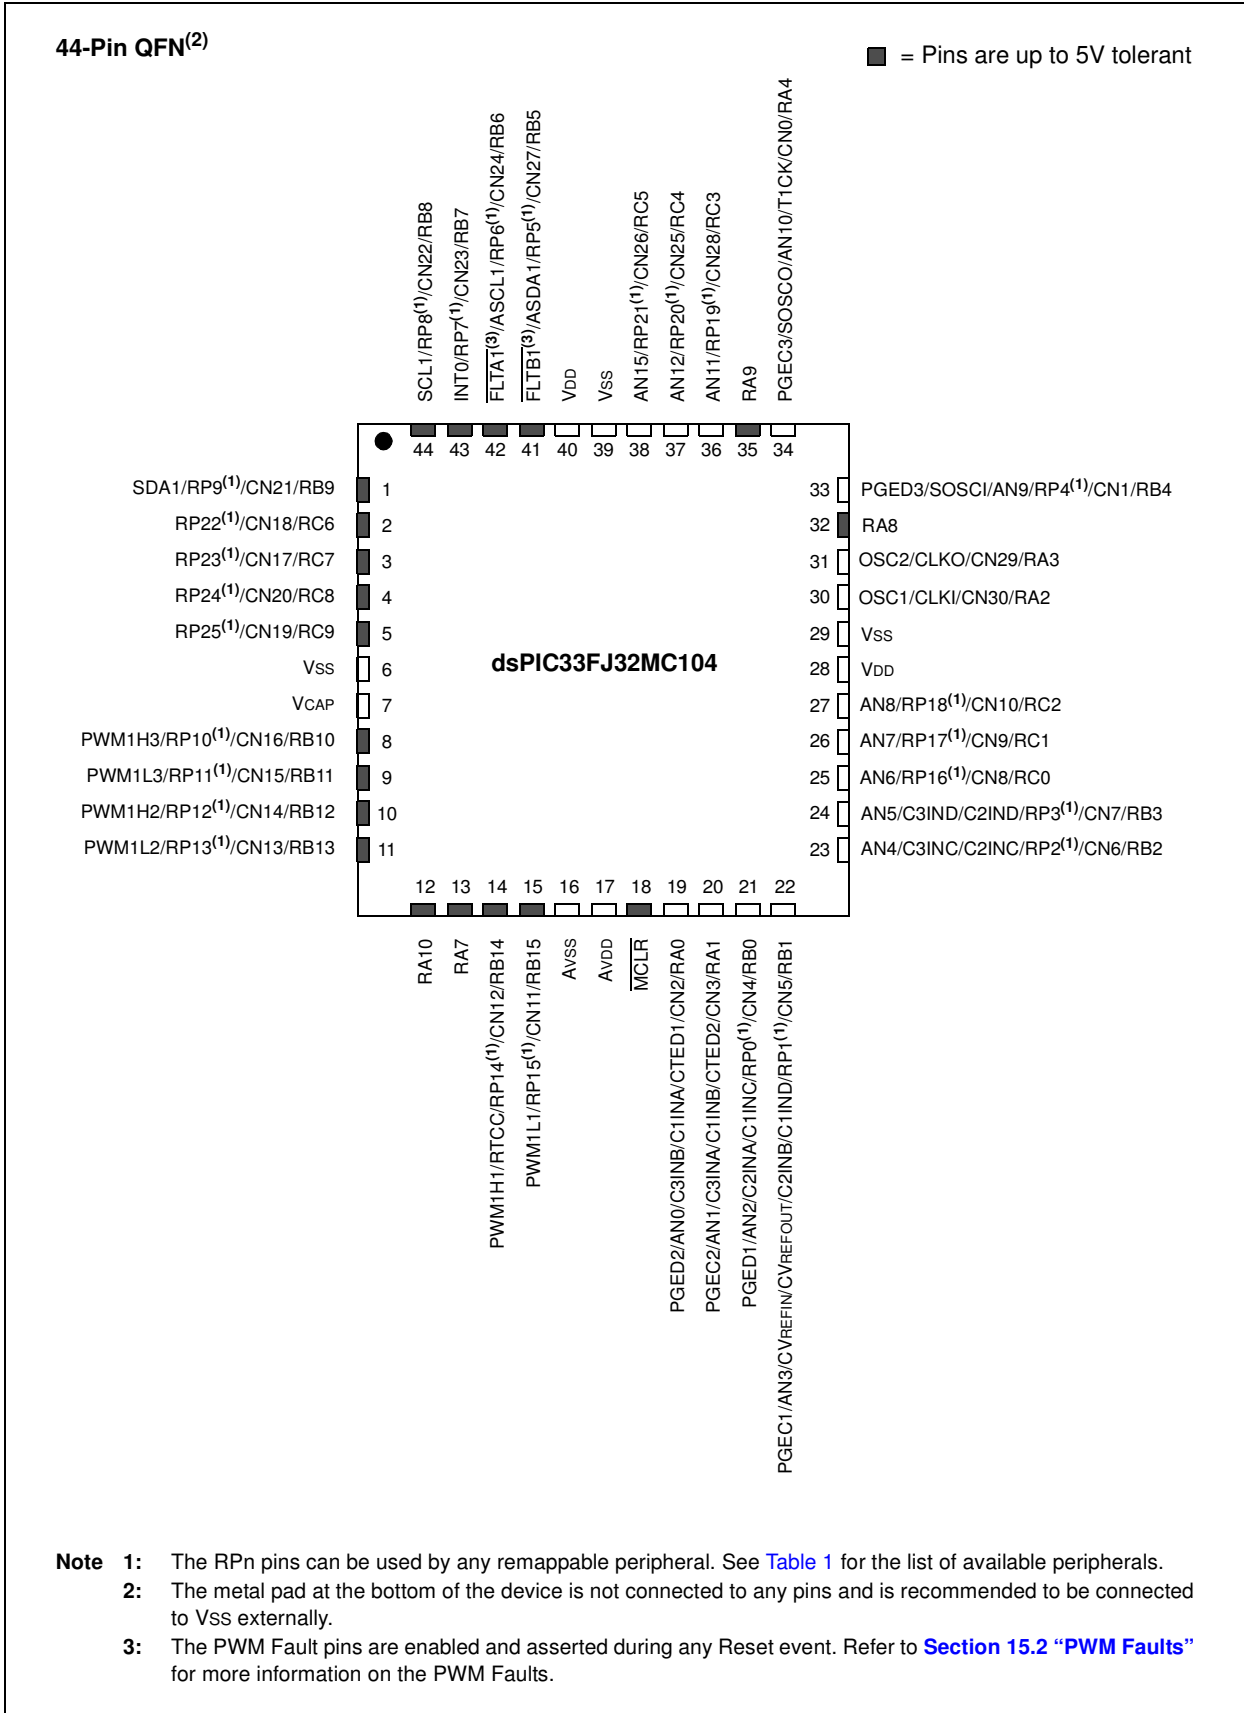 44-Pin QFN(2)
= Pins are up to 5V tolerant
SCL1/RP8(1)/CN22/RB8
INT0/RP7(1)/CN23/RB7
FLTA1(3)/ASCL1/RP6(1)/CN24/RB6
FLTB1(3)/ASDA1/RP5(1)/CN27/RB5
VDD
VSS
AN15/RP21(1)/CN26/RC5
AN12/RP20(1)/CN25/RC4
AN11/RP19(1)/CN28/RC3
RA9
PGEC3/SOSCO/AN10/T1CK/CN0/RA4
44 43 42 41 40 39 38 37 36 35 34
SDA1/RP9(1)/CN21/RB9 1
RP22(1)/CN18/RC6 2
RP23(1)/CN17/RC7 3
RP24(1)/CN20/RC8 4
RP25(1)/CN19/RC9 5
VSS 6
VCAP 7
PWM1H3/RP10(1)/CN16/RB10 8
PWM1L3/RP11(1)/CN15/RB11 9
PWM1H2/RP12(1)/CN14/RB12 10
PWM1L2/RP13(1)/CN13/RB13 11
dsPIC33FJ32MC104
33 PGED3/SOSCI/AN9/RP4(1)/CN1/RB4
32 RA8
31 OSC2/CLKO/CN29/RA3
30 OSC1/CLKI/CN30/RA2
29 VSS
28 VDD
27 AN8/RP18(1)/CN10/RC2
26 AN7/RP17(1)/CN9/RC1
25 AN6/RP16(1)/CN8/RC0
24 AN5/C3IND/C2IND/RP3(1)/CN7/RB3
23 AN4/C3INC/C2INC/RP2(1)/CN6/RB2
12 13 14 15 16 17 18 19 20 21 22
RA10
RA7
PWM1H1/RTCC/RP14(1)/CN12/RB14
PWM1L1/RP15(1)/CN11/RB15
AVSS
AVDD
MCLR
PGED2/AN0/C3INB/C1INA/CTED1/CN2/RA0
PGEC2/AN1/C3INA/C1INB/CTED2/CN3/RA1
PGED1/AN2/C2INA/C1INC/RP0(1)/CN4/RB0
PGEC1/AN3/CVREFIN/CVREFOUT/C2INB/C1IND/RP1(1)/CN5/RB1
Note 1: The RPn pins can be used by any remappable peripheral. See Table 1 for the list of available peripherals.
2: The metal pad at the bottom of the device is not connected to any pins and is recommended to be connected
to VSS externally.
3: The PWM Fault pins are enabled and asserted during any Reset event. Refer to Section 15.2 “PWM Faults”
for more information on the PWM Faults.